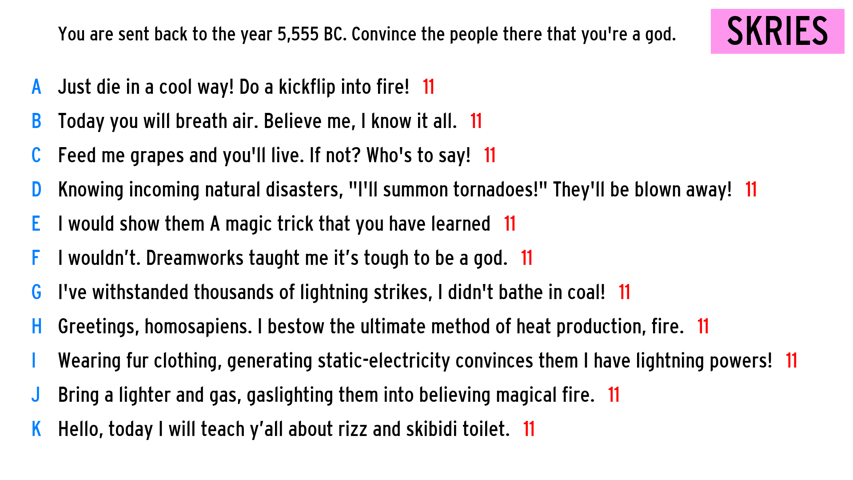 You are sent back to the year 5,555 BC. Convince the people there that you're a god.
SKRIES
A Just die in a cool way! Do a kickflip into fire! 11
B Today you will breath air. Believe me, I know it all. 11
C Feed me grapes and you'll live. If not? Who's to say! 11
D Knowing incoming natural disasters, "I'll summon tornadoes!" They'll be blown away! 11
E I would show them A magic trick that you have learned 11
F I wouldn’t. Dreamworks taught me it’s tough to be a god. 11
G I've withstanded thousands of lightning strikes, I didn't bathe in coal! 11
H Greetings, homosapiens. I bestow the ultimate method of heat production, fire. 11
I Wearing fur clothing, generating static-electricity convinces them I have lightning powers! 11
J Bring a lighter and gas, gaslighting them into believing magical fire. 11
K Hello, today I will teach y’all about rizz and skibidi toilet. 11